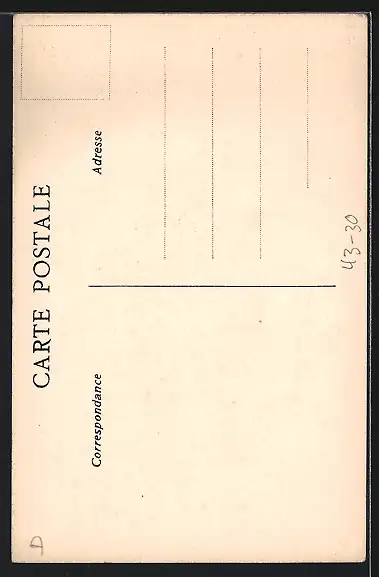 CARTE POSTALE
Correspondance
Adresse
43-30
D